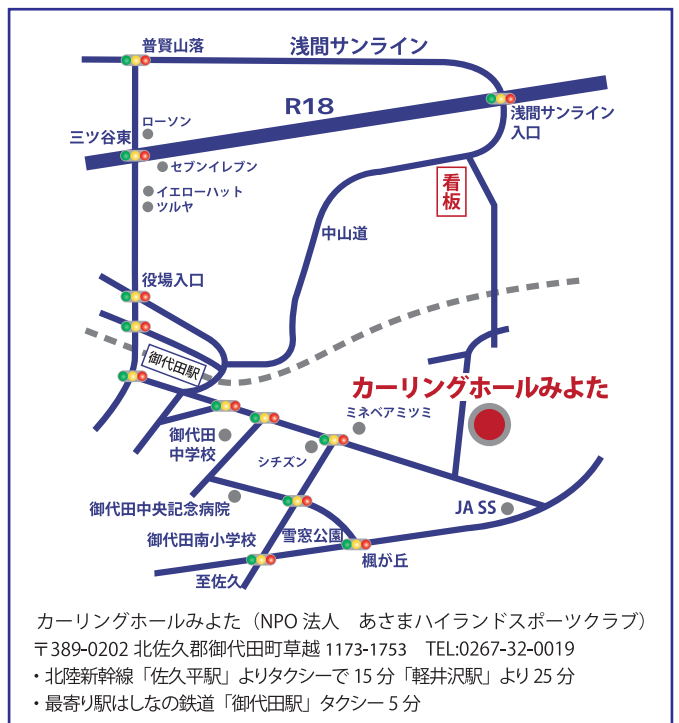 普賢山落
浅間サンライン
R18
浅間サンライン
入口
ローソン
三ツ谷東
セブンイレブン
看板
イエローハット
ツルヤ
中山道
役場入口
御代田駅
カーリングホールみよた
ミネベアミツミ
御代田
中学校
シチズン
御代田中央記念病院
JA SS
御代田南小学校
雪窓公園
楓が丘
至佐久
カーリングホールみよた（NPO 法人　あさまハイランドスポーツクラブ）
〒389-0202 北佐久郡御代田町草越 1173-1753　TEL:0267-32-0019
・北陸新幹線「佐久平駅」よりタクシーで 15 分「軽井沢駅」より 25 分
・最寄り駅はしなの鉄道「御代田駅」タクシー 5 分